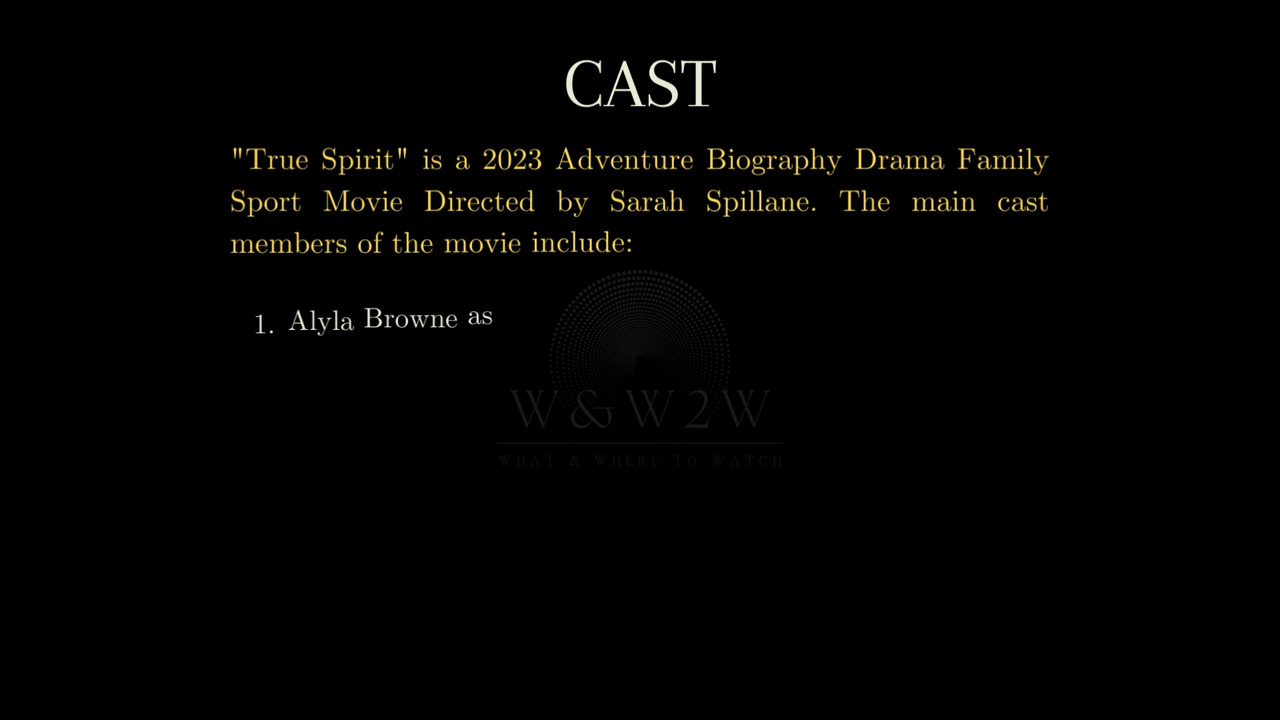 CAST
"True Spirit" is a 2023 Adventure Biography Drama Family
Sport Movie Directed by Sarah Spillane. The main cast
members of the movie include:
1. Alyla Browne as
W&W2W
WHAT & WHERE TO WATCH